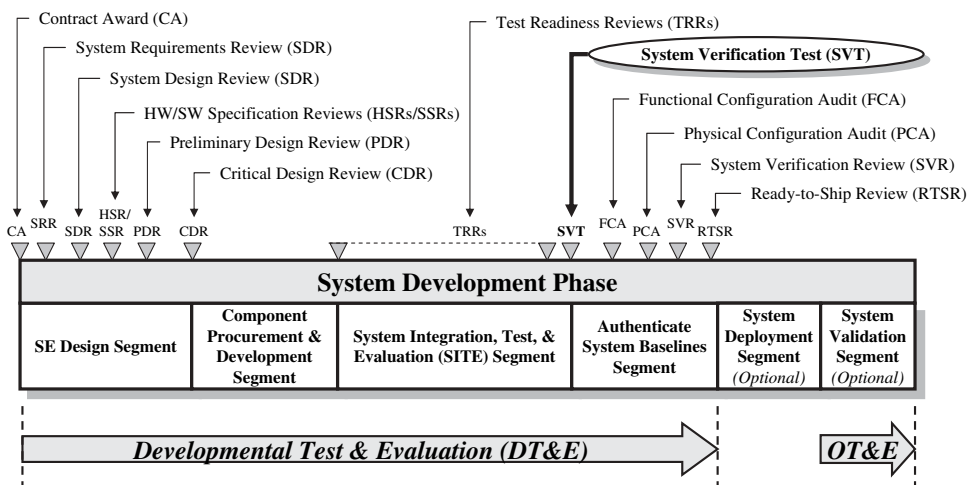 Contract Award (CA)
Test Readiness Reviews (TRRs)
System Requirements Review (SDR)
System Verification Test (SVT)
System Design Review (SDR)
Functional Configuration Audit (FCA)
HW/SW Specification Reviews (HSRs/SSRs)
Physical Configuration Audit (PCA)
Preliminary Design Review (PDR)
System Verification Review (SVR)
Critical Design Review (CDR)
Ready-to-Ship Review (RTSR)
CA
SRR
SDR
HSR/
SSR
PDR
CDR
TRRs
SVT
FCA
PCA
SVR
RTSR
System Development Phase
SE Design Segment
Component
Procurement &
Development
Segment
System Integration, Test, &
Evaluation (SITE) Segment
Authenticate
System Baselines
Segment
System
Deployment
Segment
(Optional)
System
Validation
Segment
(Optional)
Developmental Test & Evaluation (DT&E)
OT&E